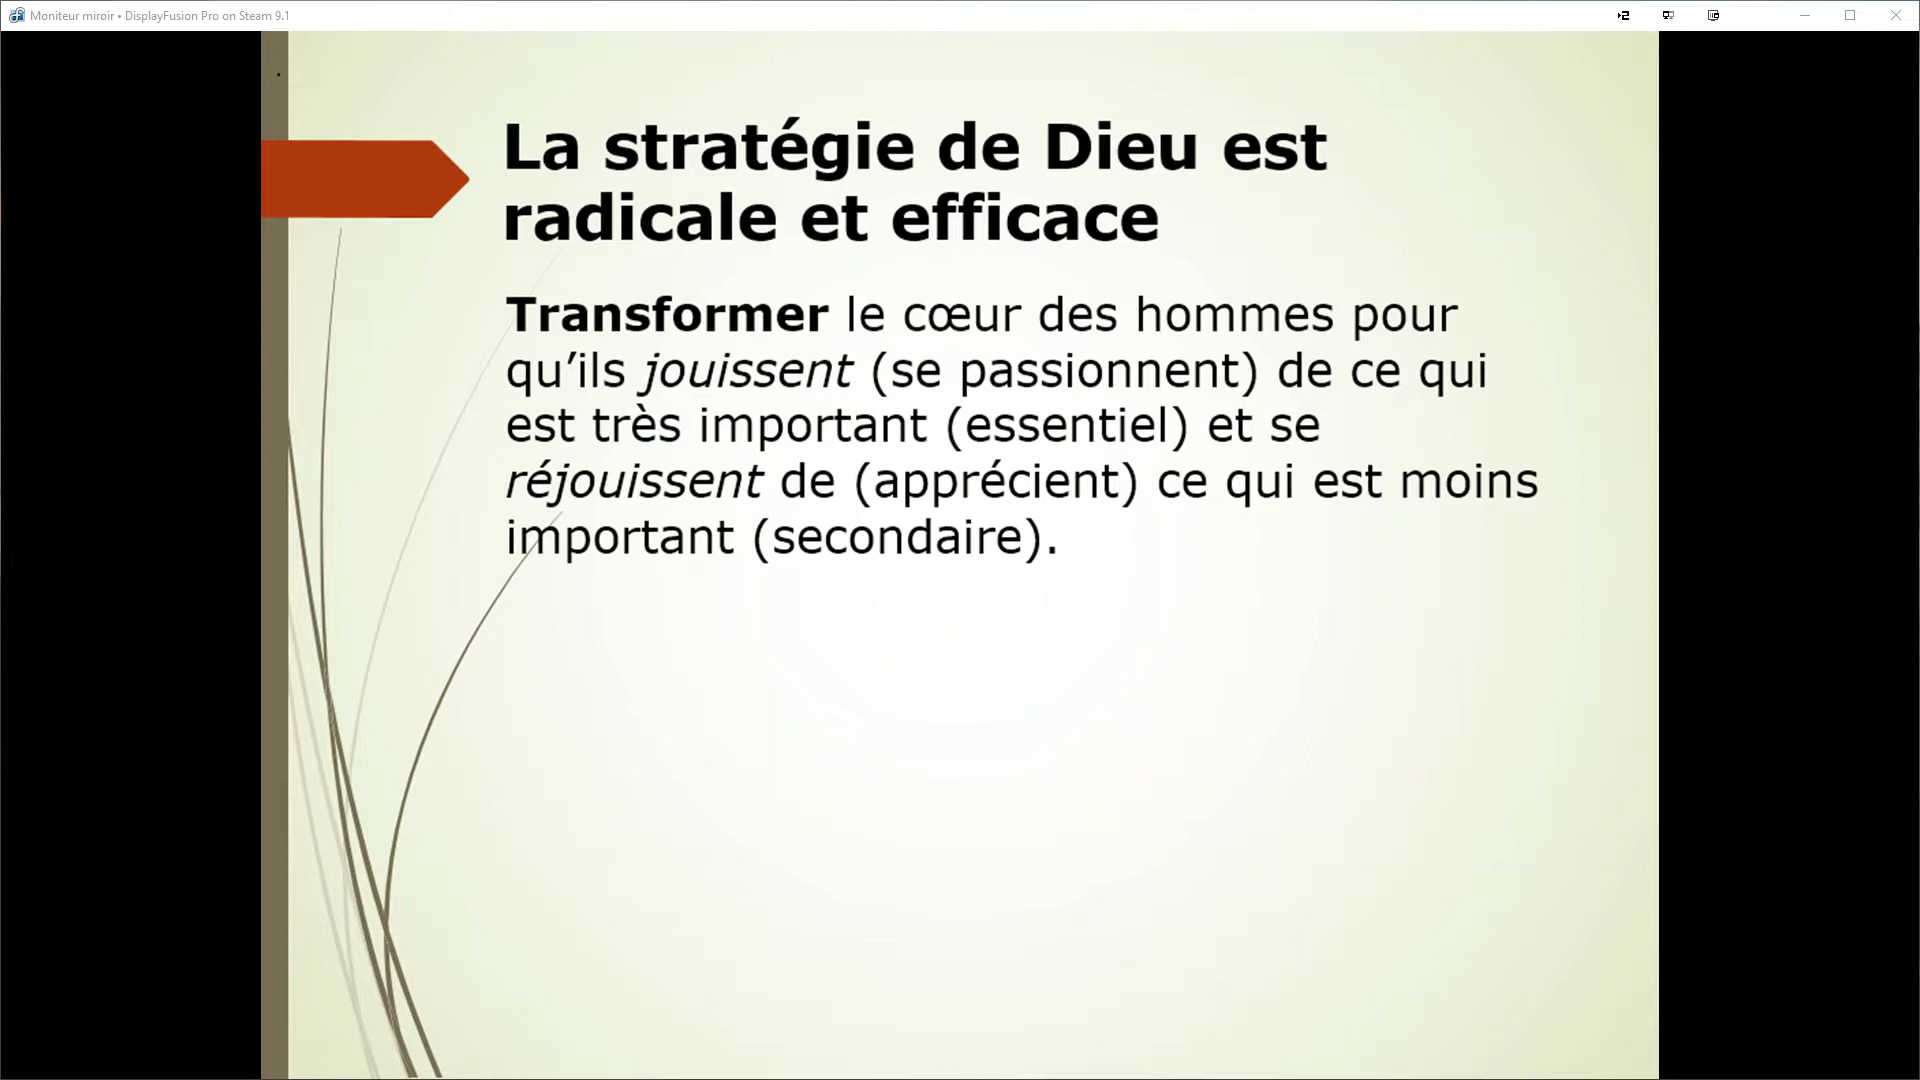 Moniteur miroir • DisplayFusion Pro on Steam 9.1
La stratégie de Dieu est
radicale et efficace
Transformer le cœur des hommes pour
qu’ils jouissent (se passionnent) de ce qui
est très important (essentiel) et se
réjouissent de (apprécient) ce qui est moins
important (secondaire).